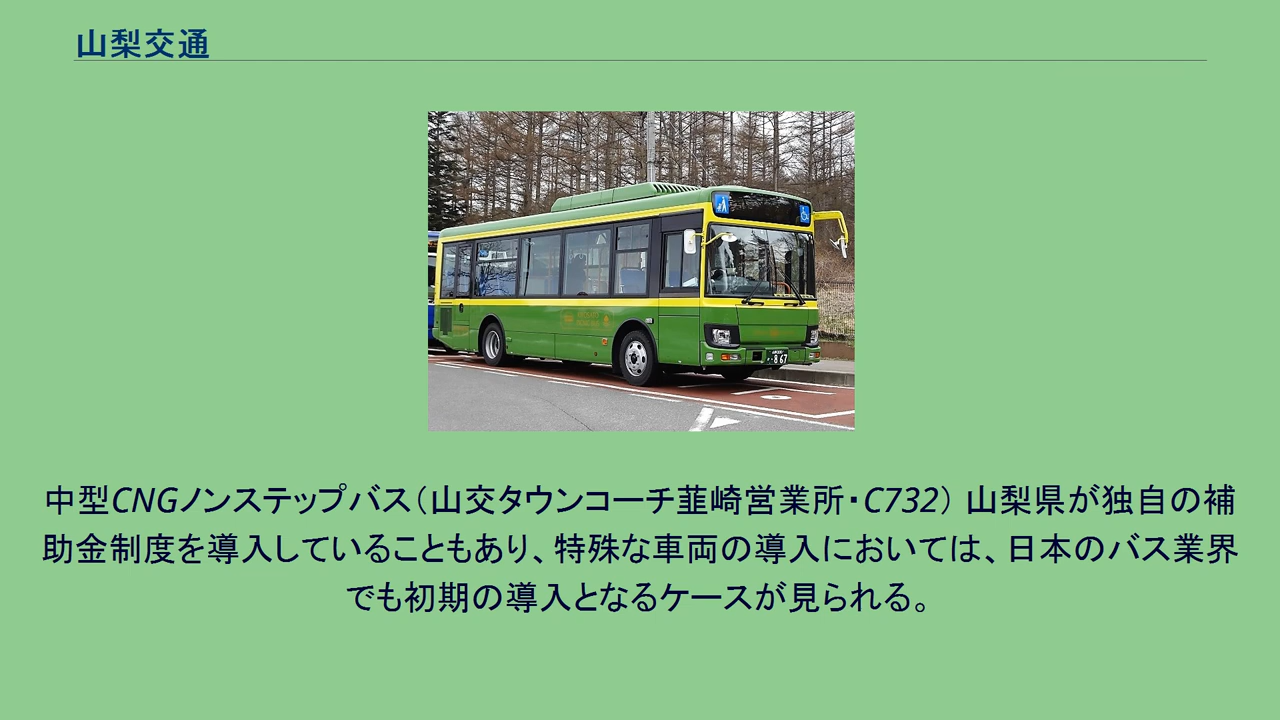 山梨交通
867
中型CNGノンステップバス（山交タウンコーチ韮崎営業所・C732） 山梨県が独自の補
助金制度を導入していることもあり、特殊な車両の導入においては、日本のバス業界
でも初期の導入となるケースが見られる。